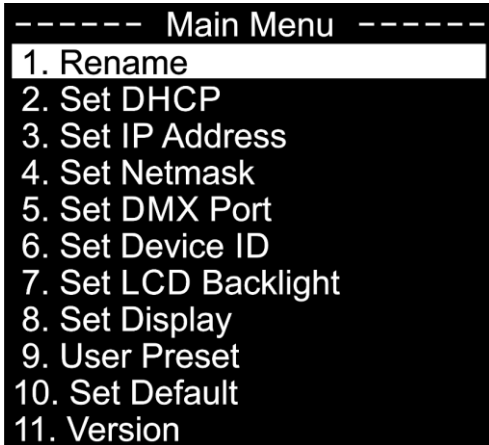 ------ Main Menu ------
1. Rename
2. Set DHCP
3. Set IP Address
4. Set Netmask
5. Set DMX Port
6. Set Device ID
7. Set LCD Backlight
8. Set Display
9. User Preset
10. Set Default
11. Version